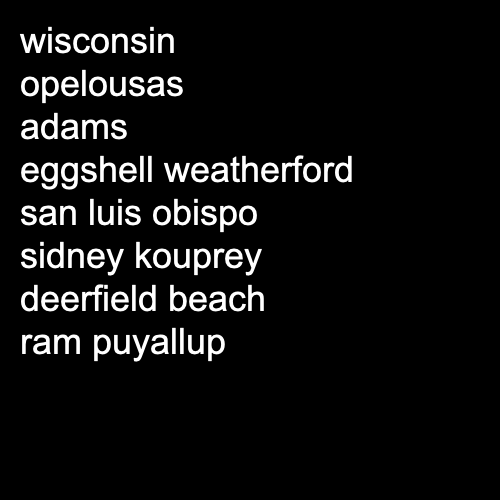 wisconsin
opelousas
adams
eggshell weatherford
san luis obispo
sidney kouprey
deerfield beach
ram puyallup